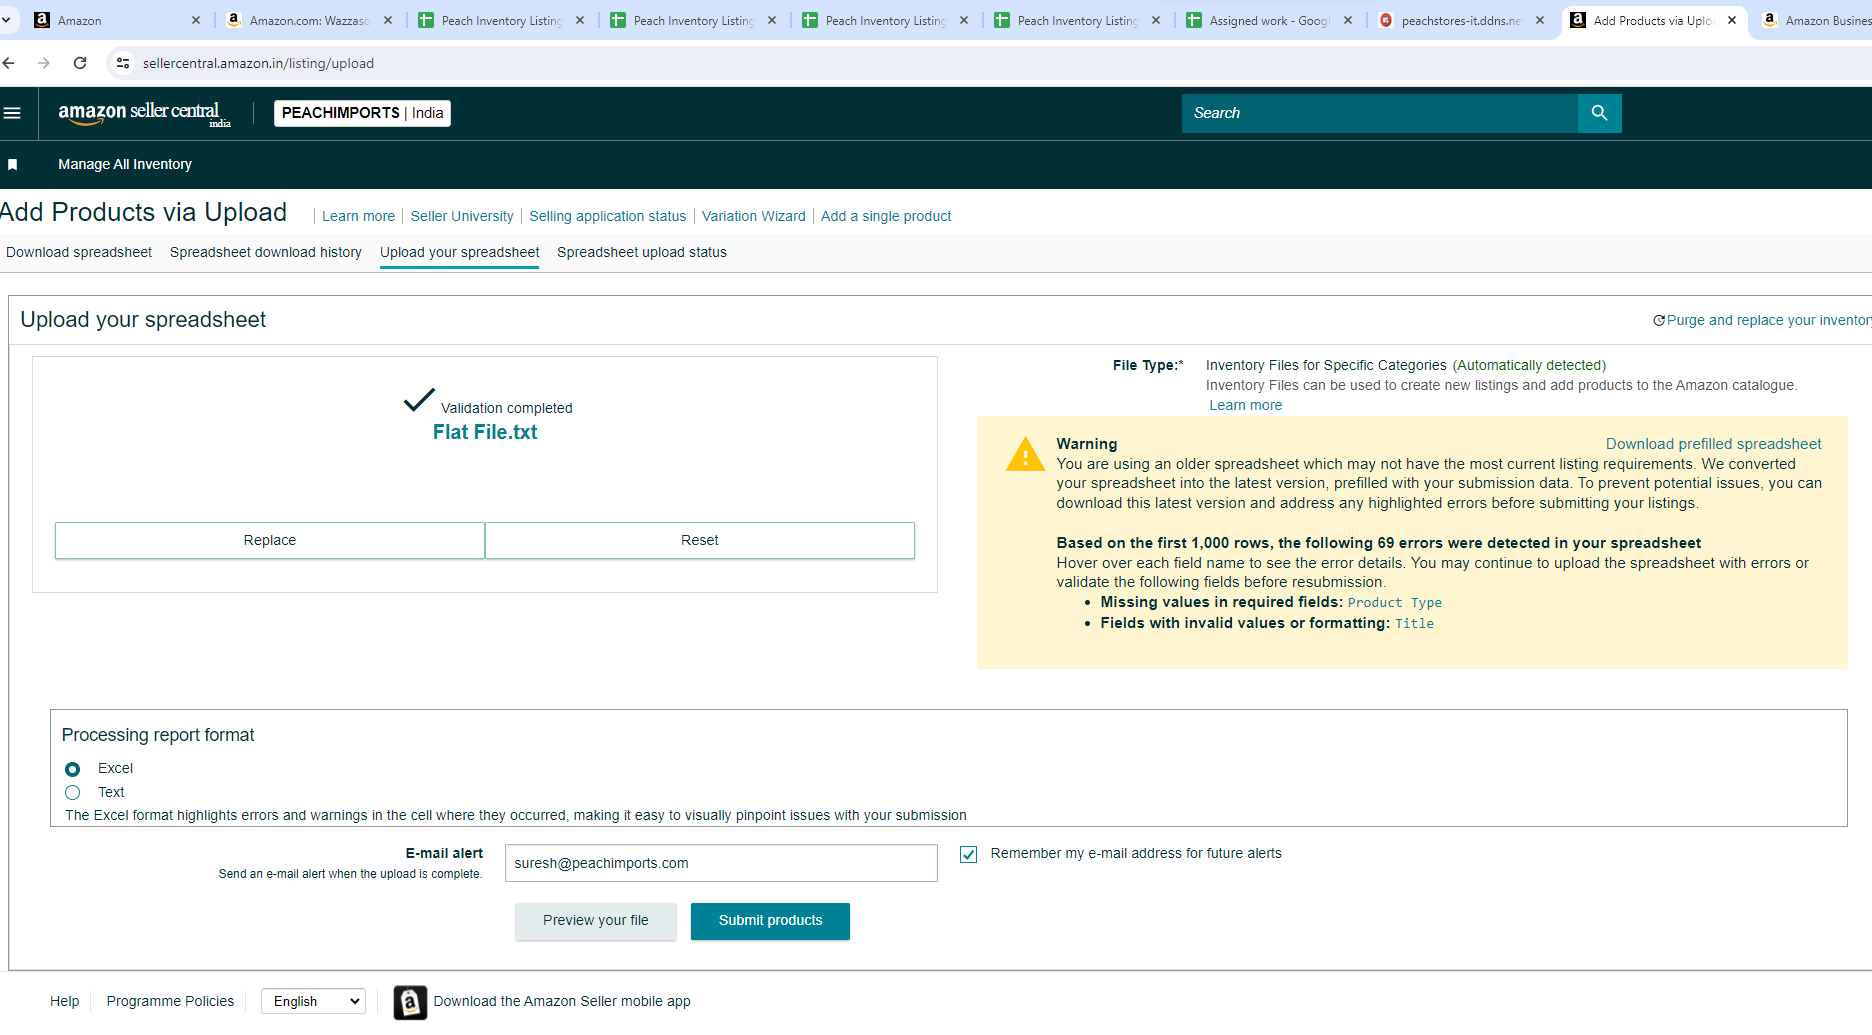 Amazon
Amazon.com: Wazzaso
Peach Inventory Listing
Peach Inventory Listing
Peach Inventory Listing
Peach Inventory Listing
Assigned work - Googl
peachstores-it.ddns.ne
Add Products via Uplo
Amazon Busines
sellercentral.amazon.in/listing/upload
amazon seller central
india
PEACHIMPORTS | India
Search
Manage All Inventory
Add Products via Upload
Learn more
Seller University
Selling application status
Variation Wizard
Add a single product
Download spreadsheet
Spreadsheet download history
Upload your spreadsheet
Spreadsheet upload status
Upload your spreadsheet
Purge and replace your inventory
Validation completed
Flat File.txt
Replace
Reset
File Type:* Inventory Files for Specific Categories (Automatically detected)
Inventory Files can be used to create new listings and add products to the Amazon catalogue.
Learn more
Warning
Download prefilled spreadsheet
You are using an older spreadsheet which may not have the most current listing requirements. We converted
your spreadsheet into the latest version, prefilled with your submission data. To prevent potential issues, you can
download this latest version and address any highlighted errors before submitting your listings.
Based on the first 1,000 rows, the following 69 errors were detected in your spreadsheet
Hover over each field name to see the error details. You may continue to upload the spreadsheet with errors or
validate the following fields before resubmission.
• Missing values in required fields: Product Type
• Fields with invalid values or formatting: Title
Processing report format
Excel
Text
The Excel format highlights errors and warnings in the cell where they occurred, making it easy to visually pinpoint issues with your submission
E-mail alert
Send an e-mail alert when the upload is complete.
suresh@peachimports.com
Remember my e-mail address for future alerts
Preview your file
Submit products
Help
Programme Policies
English
Download the Amazon Seller mobile app